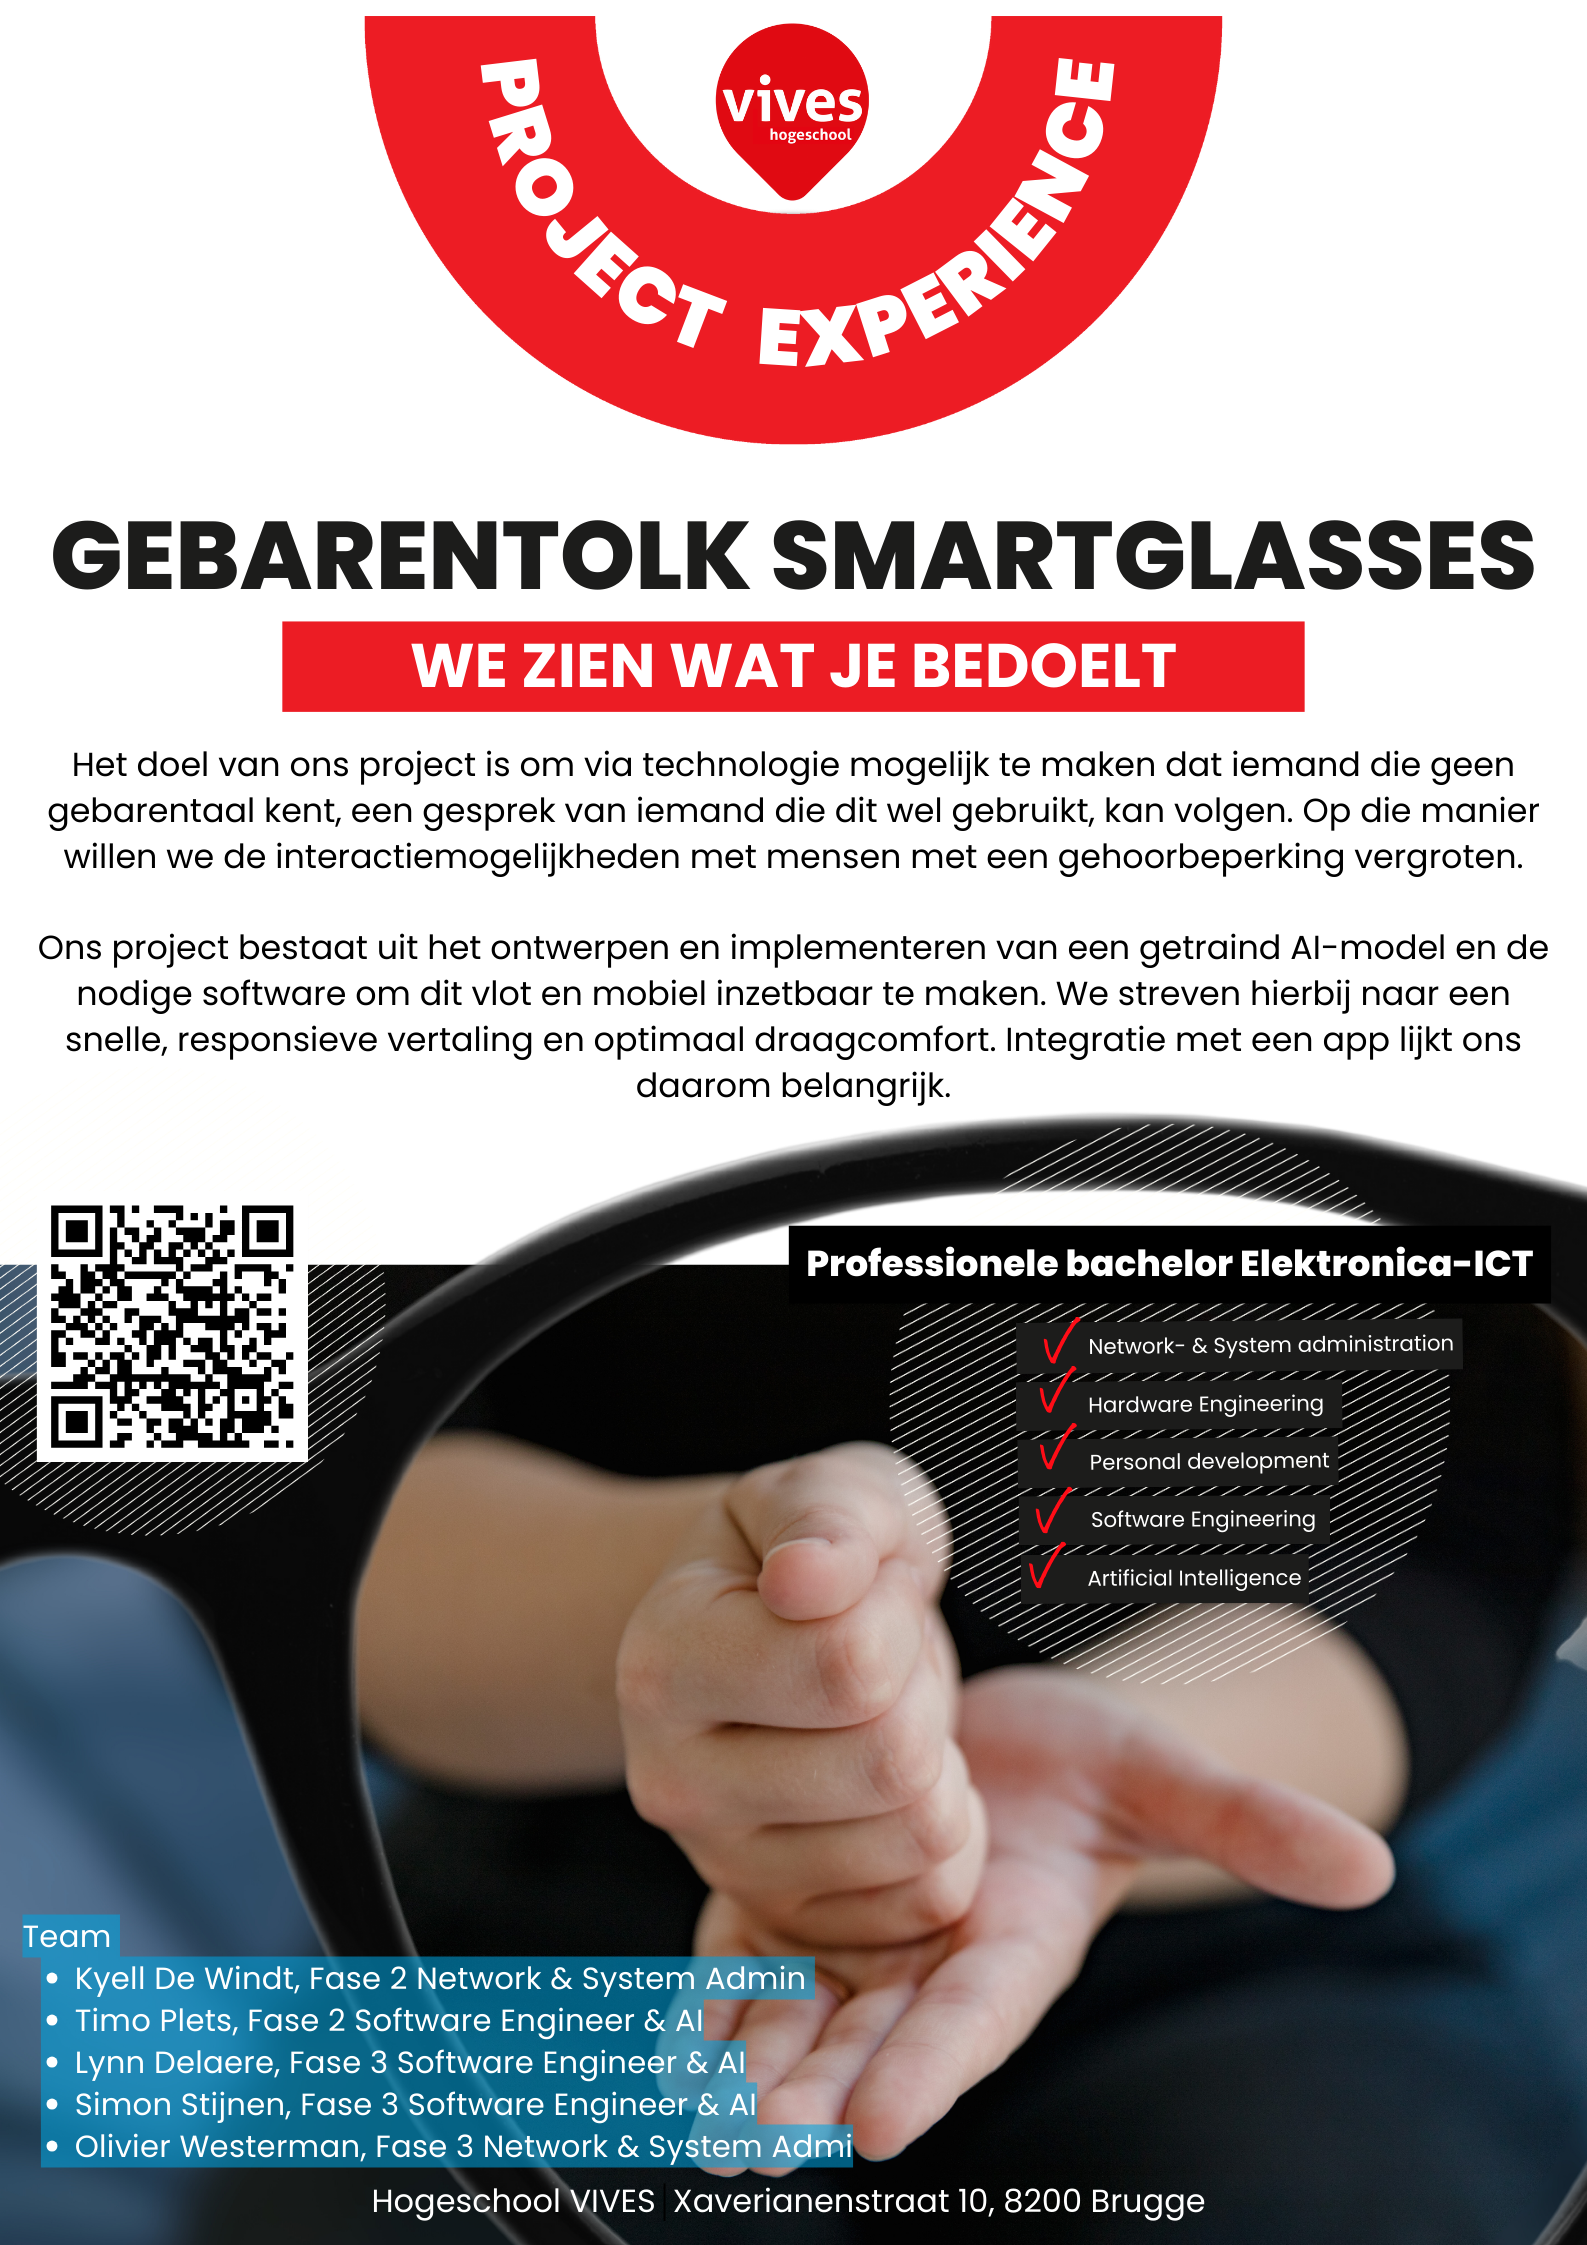 vives
hogeschool
PROJECT EXPERIENCE
GEBARENTOLK SMARTGLASSES
WE ZIEN WAT JE BEDOELT
Het doel van ons project is om via technologie mogelijk te maken dat iemand die geen
gebarentaal kent, een gesprek van iemand die dit wel gebruikt, kan volgen. Op die manier
willen we de interactiemogelijkheden met mensen met een gehoorbeperking vergroten.
Ons project bestaat uit het ontwerpen en implementeren van een getraind AI-model en de
nodige software om dit vlot en mobiel inzetbaar te maken. We streven hierbij naar een
snelle, responsieve vertaling en optimaal draagcomfort. Integratie met een app lijkt ons
daarom belangrijk.
Professionele bachelor Elektronica-ICT
Network- & System administration
Hardware Engineering
Personal development
Software Engineering
Artificial Intelligence
Team
• Kyell De Windt, Fase 2 Network & System Admin
• Timo Plets, Fase 2 Software Engineer & AI
• Lynn Delaere, Fase 3 Software Engineer & AI
• Simon Stijnen, Fase 3 Software Engineer & AI
• Olivier Westerman, Fase 3 Network & System Admi
Hogeschool VIVES Xaverianenstraat 10, 8200 Brugge